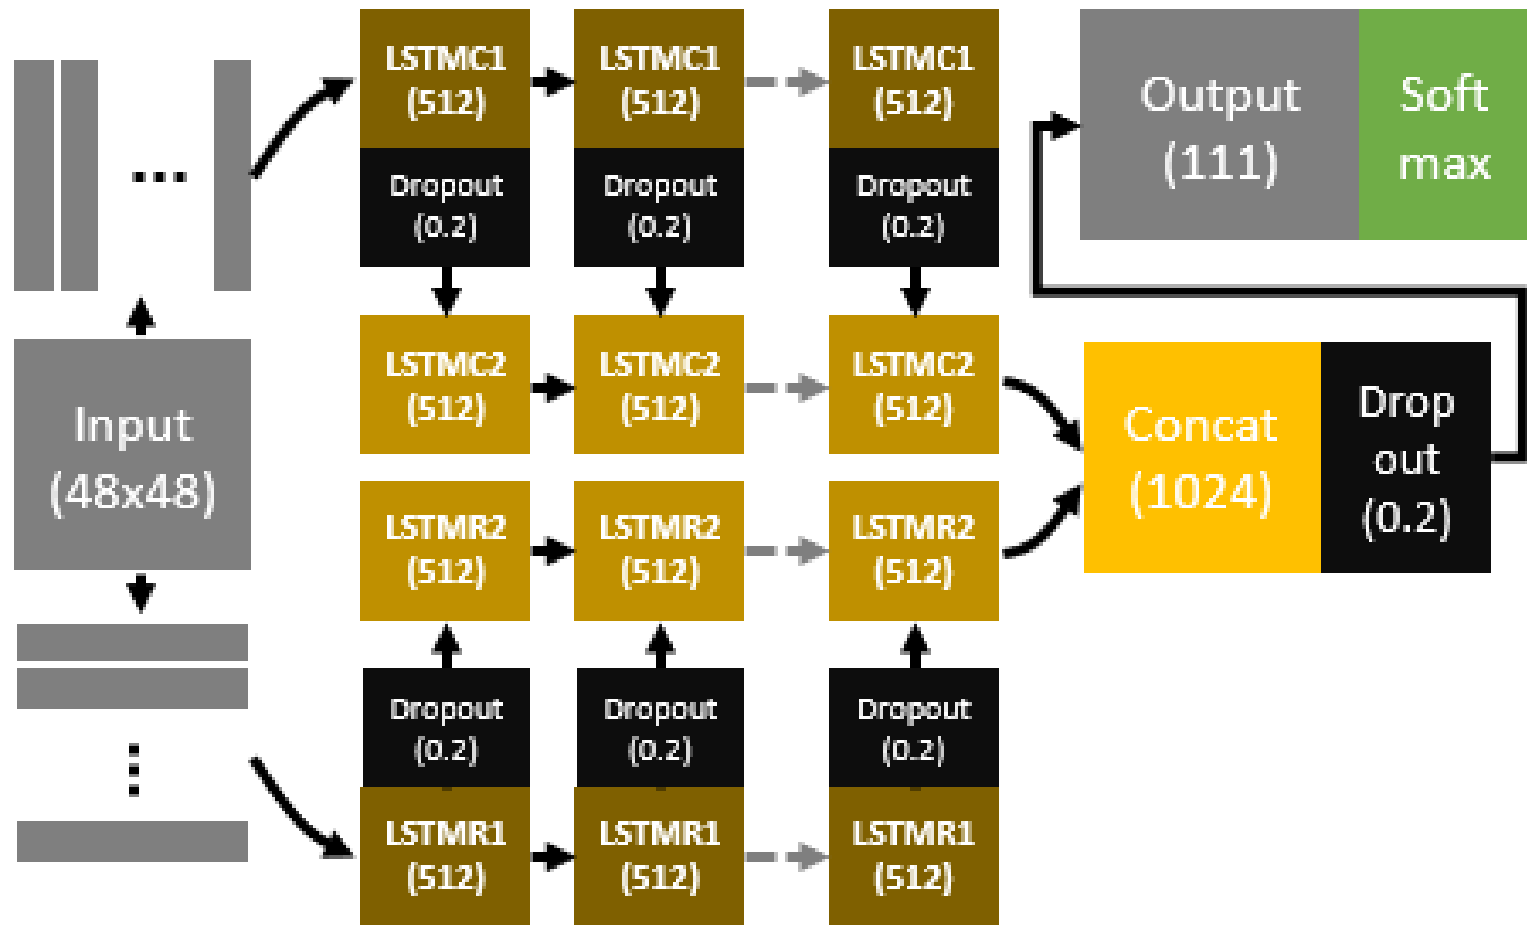 LSTMC1
(512)
LSTMC1
(512)
LSTMC1
(512)
Dropout
(0.2)
Dropout
(0.2)
Dropout
(0.2)
Output
(111)
Soft
max
...
Input
(48x48)
LSTMC2
(512)
LSTMC2
(512)
LSTMC2
(512)
LSTMR2
(512)
LSTMR2
(512)
LSTMR2
(512)
Concat
(1024)
Drop
out
(0.2)
Dropout
(0.2)
Dropout
(0.2)
Dropout
(0.2)
...
LSTMR1
(512)
LSTMR1
(512)
LSTMR1
(512)